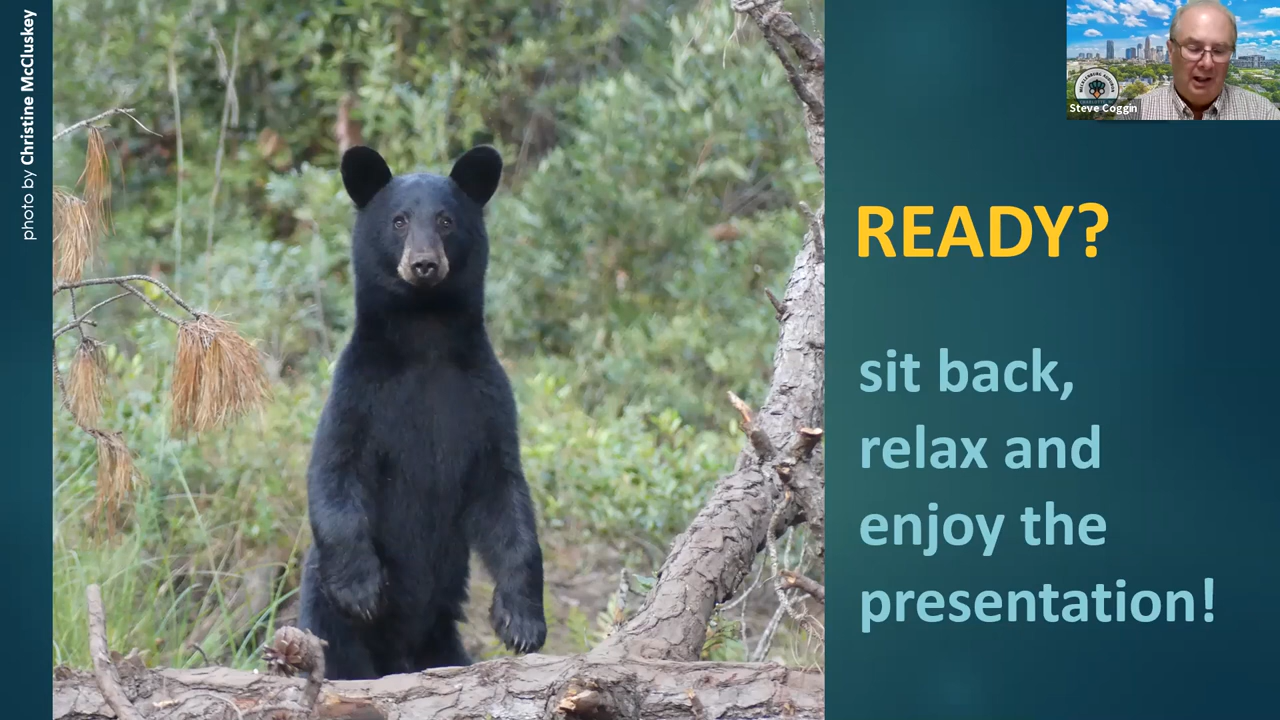 photo by Christine McCluskey
Steve Coggin
READY?
sit back,
relax and
enjoy the
presentation!